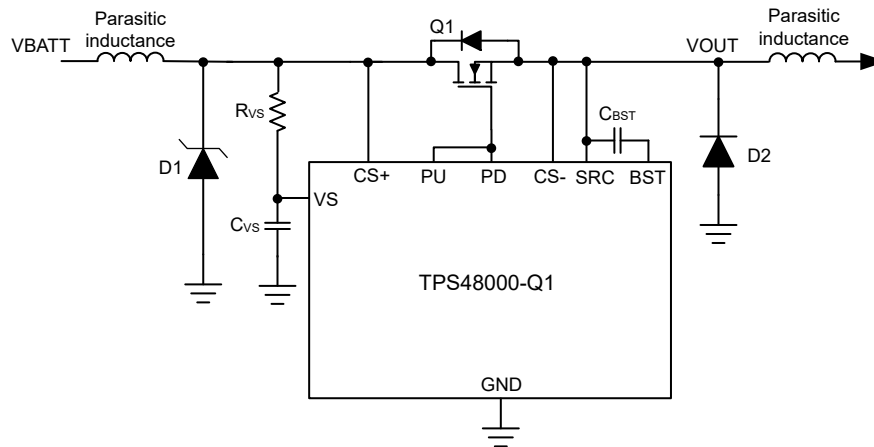 Parasitic
inductance
Q1
Parasitic
inductance
VBATT
VOUT
RVS
CBST
D1
D2
CS+
PU
PD
CS-
SRC
BST
VS
CVS
TPS48000-Q1
GND